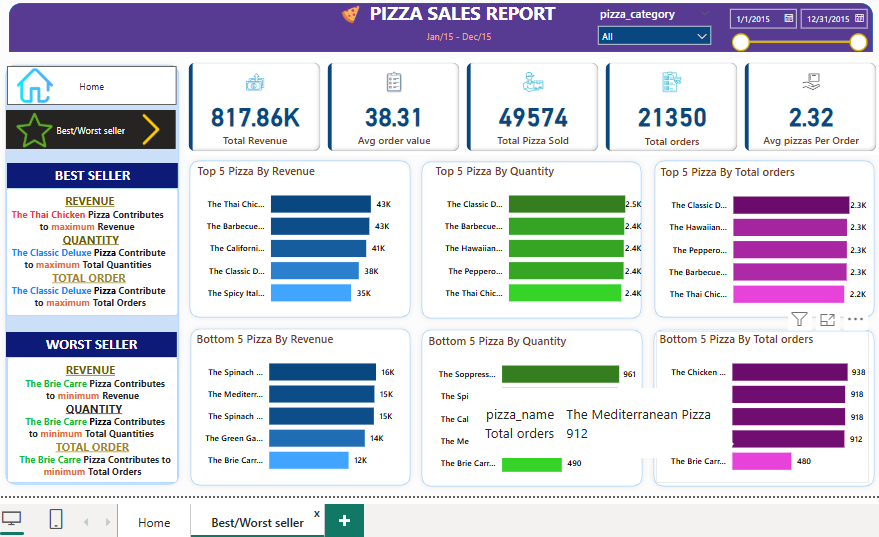 PIZZA SALES REPORT
Jan/15 - Dec/15
pizza_category
All
1/1/2015
12/31/2015
Home
Best/Worst seller
817.86K
Total Revenue
38.31
Avg order value
49574
Total Pizza Sold
21350
Total orders
2.32
Avg pizzas Per Order
BEST SELLER
REVENUE
The Thai Chicken Pizza Contributes
to maximum Revenue
QUANTITY
The Classic Deluxe Pizza Contribute
to maximum Total Quantities
TOTAL ORDER
The Classic Deluxe Pizza Contribute
to maximum Total Orders
WORST SELLER
REVENUE
The Brie Carre Pizza Contributes
to minimum Revenue
QUANTITY
The Brie Carre Pizza Contributes
to minimum Total Quantities
TOTAL ORDER
The Brie Carre Pizza Contributes to
minimum Total Orders
Top 5 Pizza By Revenue
The Thai Chic... 43K
The Barbecue... 43K
The Californi... 41K
The Classic D... 38K
The Spicy Ital... 35K
Top 5 Pizza By Quantity
The Classic D... 2.5K
The Barbecue... 2.4K
The Hawaiian... 2.4K
The Peppero... 2.4K
The Thai Chic... 2.4K
Top 5 Pizza By Total orders
The Classic D... 2.3K
The Hawaiian... 2.3K
The Peppero... 2.3K
The Barbecue... 2.3K
The Thai Chic... 2.2K
Bottom 5 Pizza By Revenue
The Spinach ... 16K
The Mediterr... 15K
The Spinach ... 15K
The Green Ga... 14K
The Brie Carr... 12K
Bottom 5 Pizza By Quantity
The Soppress... 961
The Spi
The Cal
The Me
The Brie Carr... 490
Bottom 5 Pizza By Total orders
The Chicken ... 938
918
918
912
The Brie Carr... 480
pizza_name The Mediterranean Pizza
Total orders 912
Home
Best/Worst seller
x
+